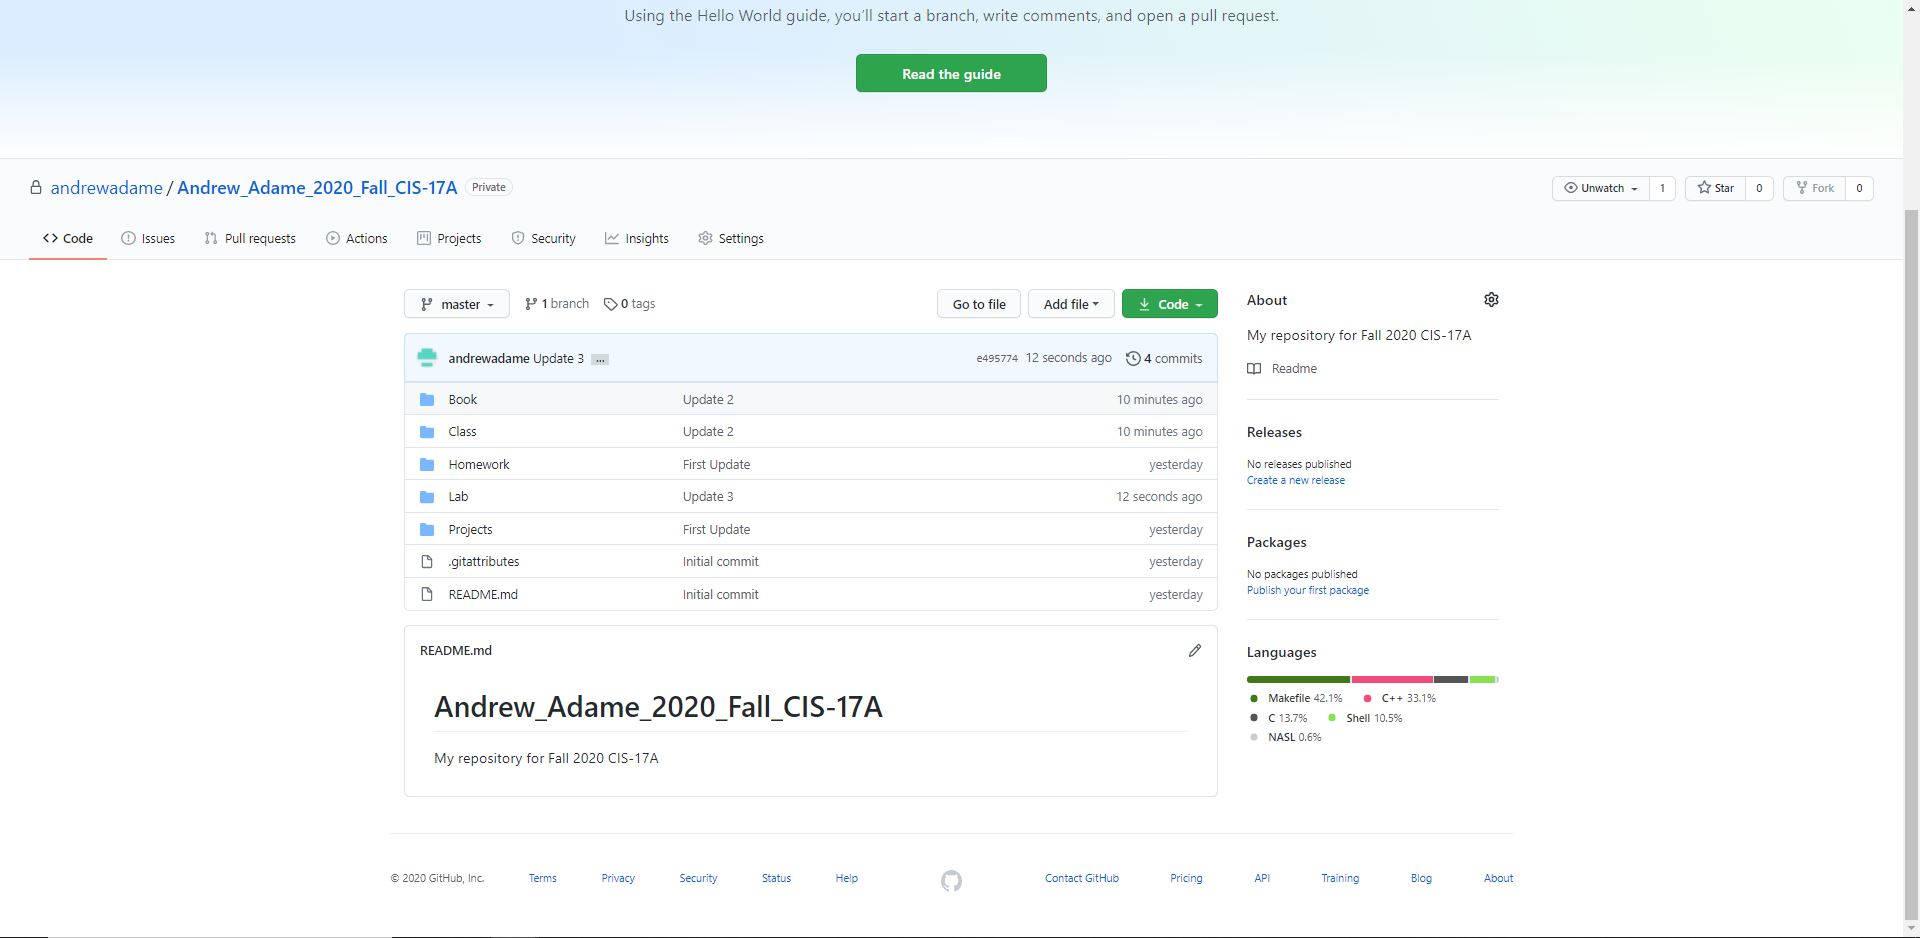 Using the Hello World guide, you’ll start a branch, write comments, and open a pull request.
Read the guide
andrewadame / Andrew_Adame_2020_Fall_CIS-17A Private
Unwatch 1 Star 0 Fork 0
Code Issues Pull requests Actions Projects Security Insights Settings
master 1 branch 0 tags Go to file Add file Code
andrewadame Update 3 ... e495774 12 seconds ago 4 commits
Book Update 2 10 minutes ago
Class Update 2 10 minutes ago
Homework First Update yesterday
Lab Update 3 12 seconds ago
Projects First Update yesterday
.gitattributes Initial commit yesterday
README.md Initial commit yesterday
README.md
Andrew_Adame_2020_Fall_CIS-17A
My repository for Fall 2020 CIS-17A
About
My repository for Fall 2020 CIS-17A
Readme
Releases
No releases published
Create a new release
Packages
No packages published
Publish your first package
Languages
Makefile 42.1% C++ 33.1%
C 13.7% Shell 10.5%
NASL 0.6%
© 2020 GitHub, Inc. Terms Privacy Security Status Help Contact GitHub Pricing API Training Blog About